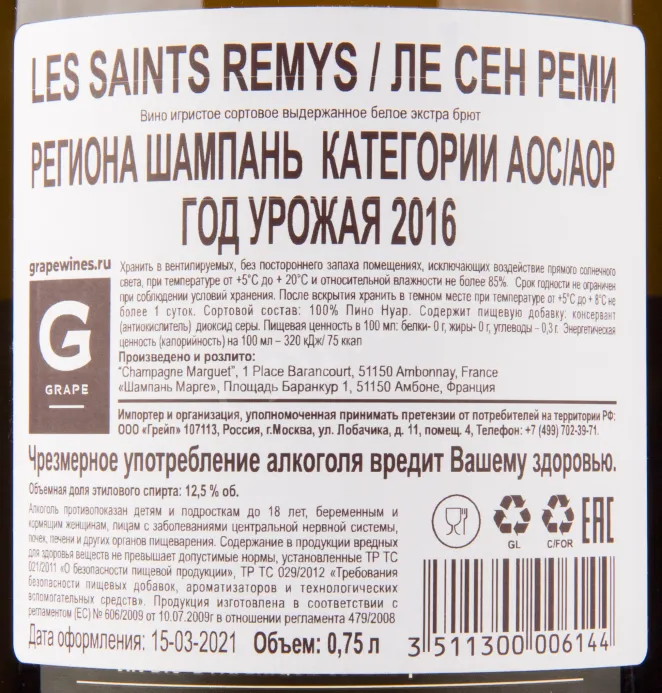 LES SAINTS REMYS / ЛЕ СЕН РЕМИ
Вино игристое сортовое выдержанное белое экстра брют
РЕГИОНА ШАМПАНЬ КАТЕГОРИИ AOC/AOP
ГОД УРОЖАЯ 2016
grapewines.ru
G
GRAPE
Хранить в вентилируемых, без постороннего запаха помещениях, исключающих воздействие прямого солнечного
света, при температуре от +5°C до + 20°C и относительной влажности не более 85%. Срок годности не ограничен
при соблюдении условий хранения. После вскрытия хранить в темном месте при температуре от +5°C до + 8°C не
более 1 суток. Сортовой состав: 100% Пино Нуар. Содержит пищевую добавку: консервант
(антиокислитель) диоксид серы. Пищевая ценность в 100 мл: белки- 0 г, жиры- 0 г, углеводы – 0,3 г. Энергетическая
ценность (калорийность) на 100 мл – 320 кДж/ 75 ккал
Произведено и розлито:
"Champagne Marguet", 1 Place Barancourt, 51150 Ambonnay, France
«Шампань Марге», Площадь Баранкур 1, 51150 Амбоне, Франция
Импортер и организация, уполномоченная принимать претензии от потребителей на территории РФ:
ООО «Грейп» 107113, Россия, г.Москва, ул. Лобачика, д. 11, помещ. 4, Телефон: +7 (499) 702-39-71.
Чрезмерное употребление алкоголя вредит Вашему здоровью.
Объемная доля этилового спирта: 12,5 % об.
Алкоголь противопоказан детям и подросткам до 18 лет, беременным и
кормящим женщинам, лицам с заболеваниями центральной нервной системы,
почек, печени и других органов пищеварения. Содержание в продукции вредных
для здоровья веществ не превышает допустимые нормы, установленные ТР ТС
021/2011 «О безопасности пищевой продукции», ТР ТС 029/2012 «Требования
безопасности пищевых добавок, ароматизаторов и технологических
вспомогательных средств». Продукция изготовлена в соответствии с
регламентом (ЕС) № 606/2009 от 10.07.2009г в отношении регламента 479/2008
GL
C/FOR
EAC
Дата оформления: 15-03-2021 Объем: 0,75 л
3 511300 006144